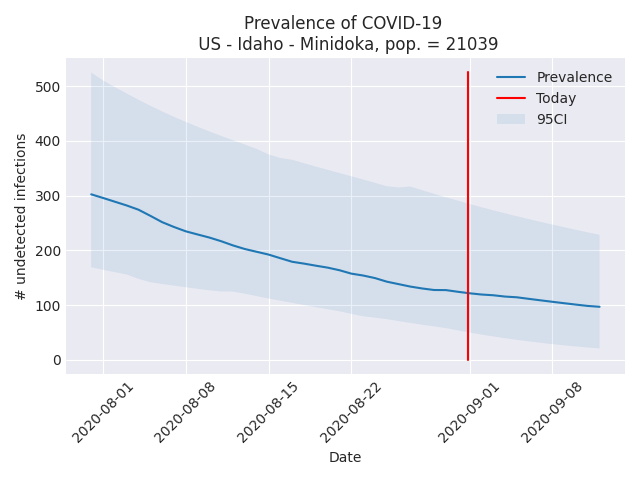 Prevalence of COVID-19
US - Idaho - Minidoka, pop. = 21039
Prevalence
Today
95CI
# undetected infections
500
400
300
200
100
0
2020-08-01
2020-08-08
2020-08-15
2020-08-22
2020-09-01
2020-09-08
Date